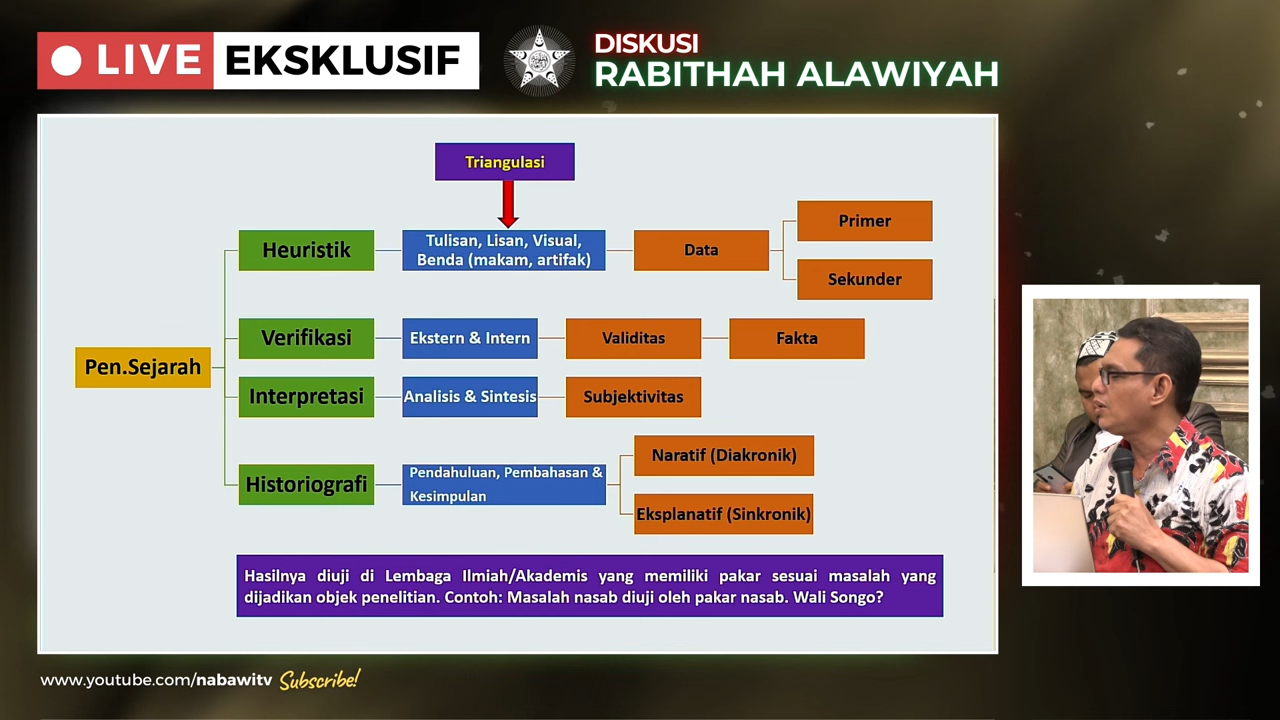 LIVE EKSKLUSIF
DISKUSI
RABITHAH ALAWIYAH
Triangulasi
Pen.Sejarah
Heuristik
Tulisan, Lisan, Visual,
Benda (makam, artifak)
Data
Primer
Sekunder
Verifikasi
Ekstern & Intern
Validitas
Fakta
Interpretasi
Analisis & Sintesis
Subjektivitas
Historiografi
Pendahuluan, Pembahasan &
Kesimpulan
Naratif (Diakronik)
Eksplanatif (Sinkronik)
Hasilnya diuji di Lembaga Ilmiah/Akademis yang memiliki pakar sesuai masalah yang
dijadikan objek penelitian. Contoh: Masalah nasab diuji oleh pakar nasab. Wali Songo?
www.youtube.com/nabawitv Subscribe!